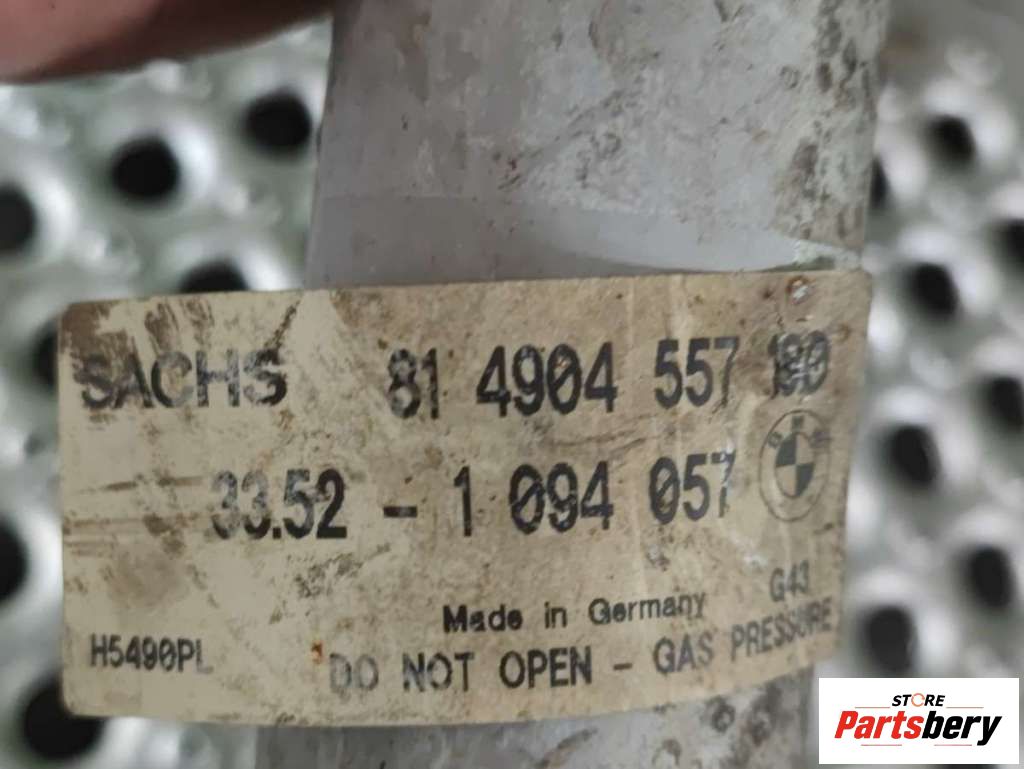 SACHS 81 4904 557
33.52 - 1 094 057
Made in Germany G43
H5490PL DO NOT OPEN - GAS PRESSURE
STORE
Partsbery